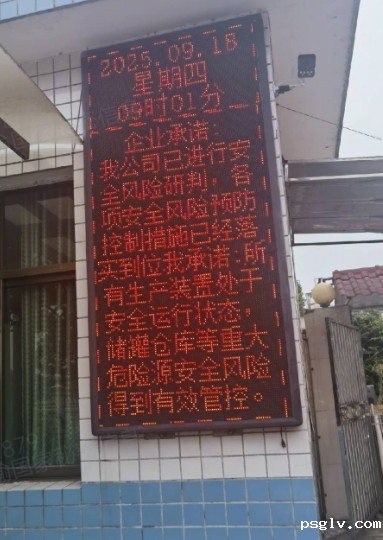 2025.09.18
星期四
09时01分
企业承诺:
我公司已进行安
全风险研判,各
项安全风险预防
控制措施已经落
实到位我承诺:所
有生产装置处于
安全运行状态,
储罐仓库等重大
危险源安全风险
得到有效管控。
psglv.com